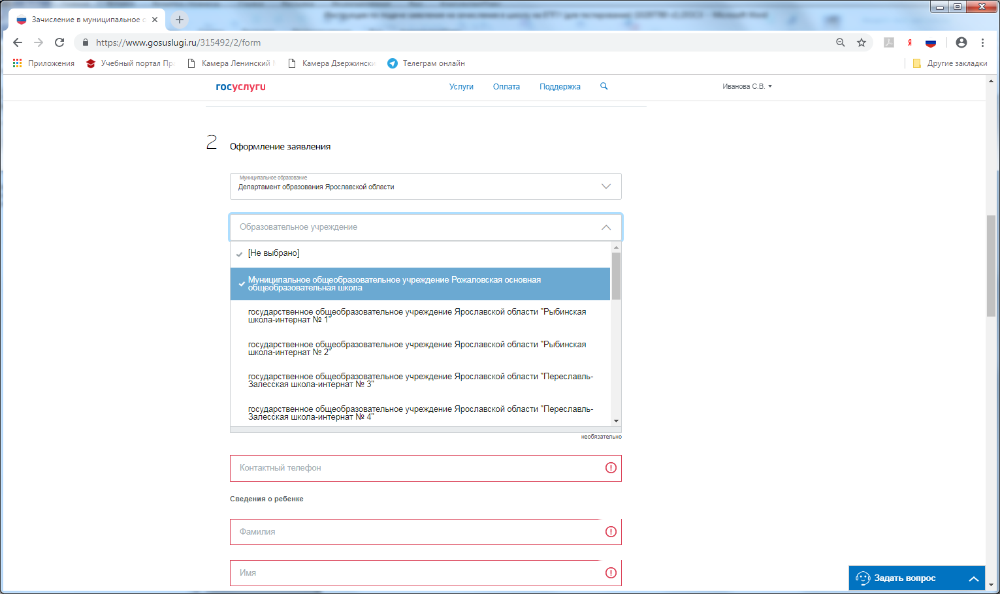 Зачисление в муниципальное
https://www.gosuslugi.ru/315492/2/form
Я
Приложения
Учебный портал
Камера Ленинский
Камера Дзержински
Телеграм онлайн
Другие закладки
госуслуги
Услуги
Оплата
Поддержка
Иванова С.В.
2
Оформление заявления
Муниципальное образование
Департамент образования Ярославской области
Образовательное учреждение
[Не выбрано]
Муниципальное общеобразовательное учреждение Рожаловская основная
общеобразовательная школа
государственное общеобразовательное учреждение Ярославской области "Рыбинская
школа-интернат № 1"
государственное общеобразовательное учреждение Ярославской области "Рыбинская
школа-интернат № 2"
государственное общеобразовательное учреждение Ярославской области "Переславль-
Залесская школа-интернат № 3"
государственное общеобразовательное учреждение Ярославской области "Переславль-
Залесская школа-интернат № 4"
необязательно
Контактный телефон
Сведения о ребенке
Фамилия
Имя
Задать вопрос